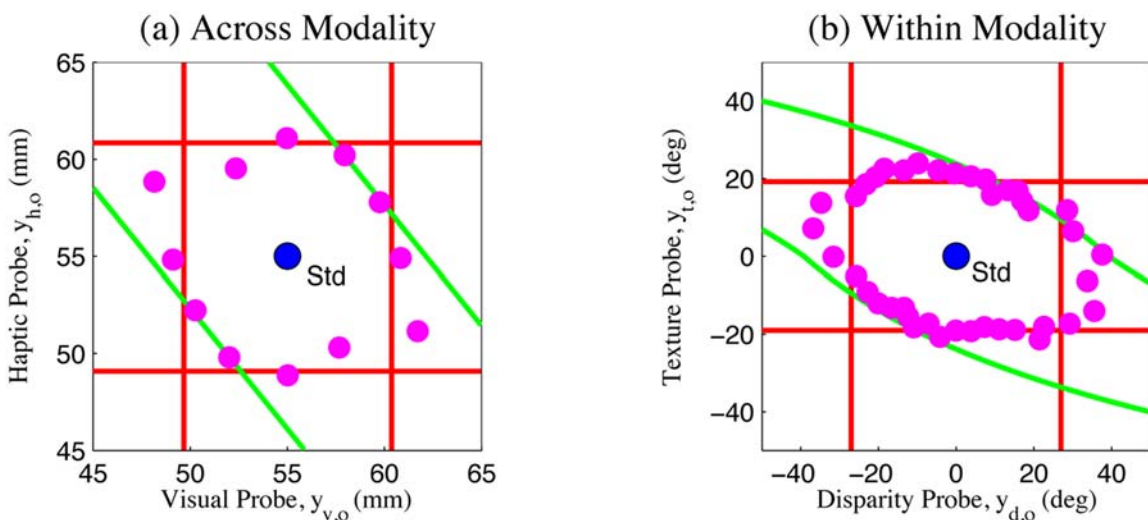 (a) Across Modality
65
60
55
50
45
Haptic Probe, y_h,o (mm)
Std
45 50 55 60 65
Visual Probe, y_v,o (mm)
(b) Within Modality
40
20
0
−20
−40
Texture Probe, y_t,o (deg)
Std
−40 −20 0 20 40
Disparity Probe, y_d,o (deg)